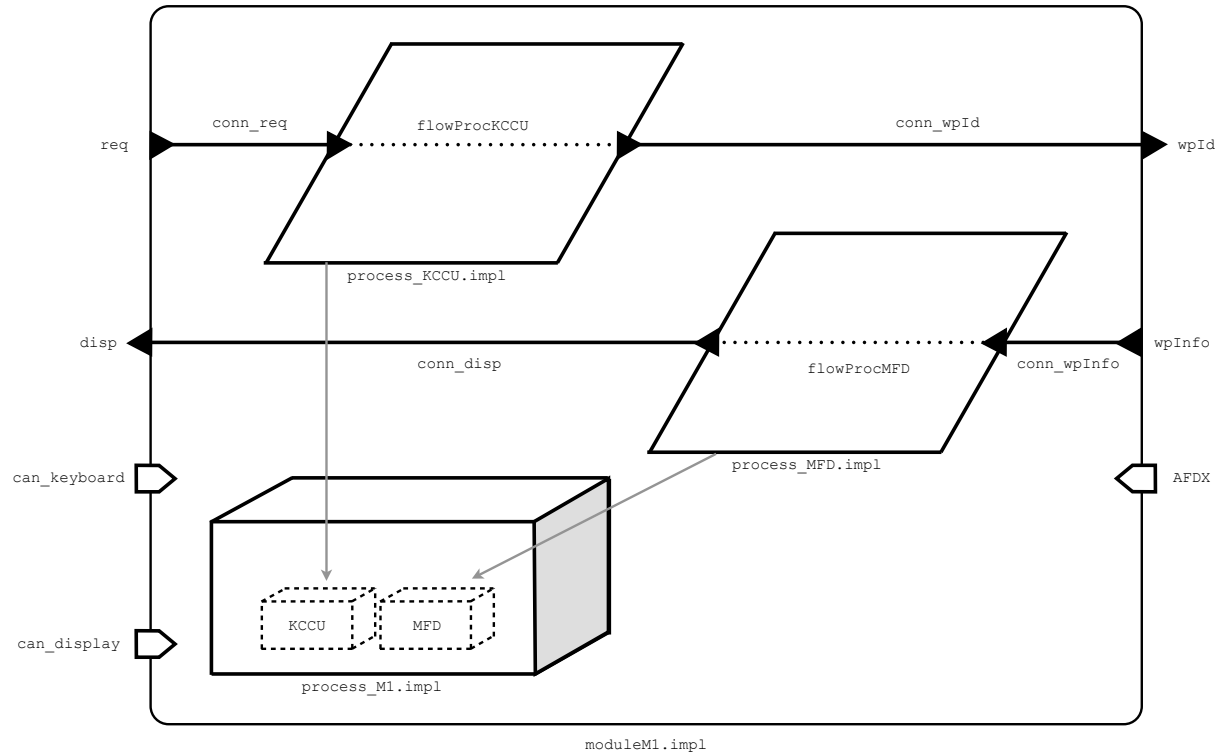 conn_req
flowProcKCCU
conn_wpId
req
wpId
process_KCCU.impl
disp
wpInfo
conn_disp
flowProcMFD
conn_wpInfo
process_MFD.impl
can_keyboard
AFDX
KCCU
MFD
can_display
process_M1.impl
moduleM1.impl